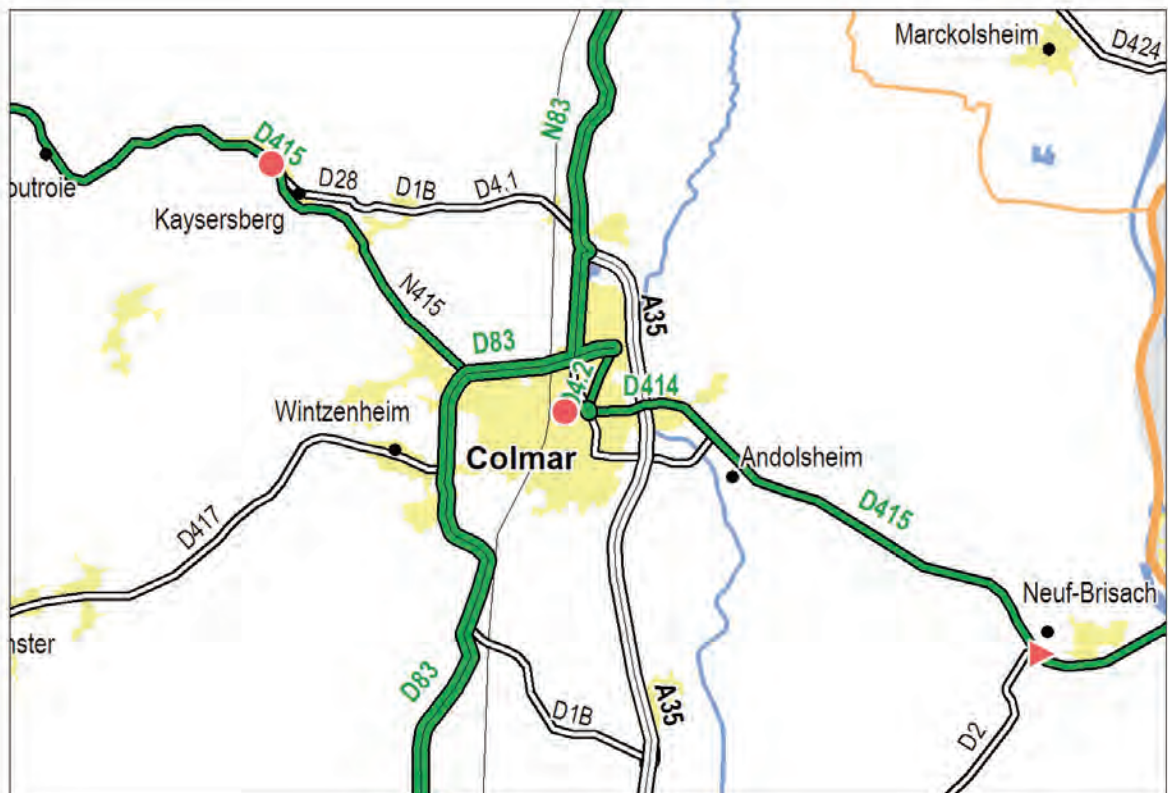 Marckolsheim
D424
N83
D415
outroie
D28
D1B
D4.1
Kaysersberg
N415
A35
D83
D4.2
D414
Wintzenheim
Colmar
Andolsheim
D415
D417
Neuf-Brisach
nster
D83
D1B
A35
D2